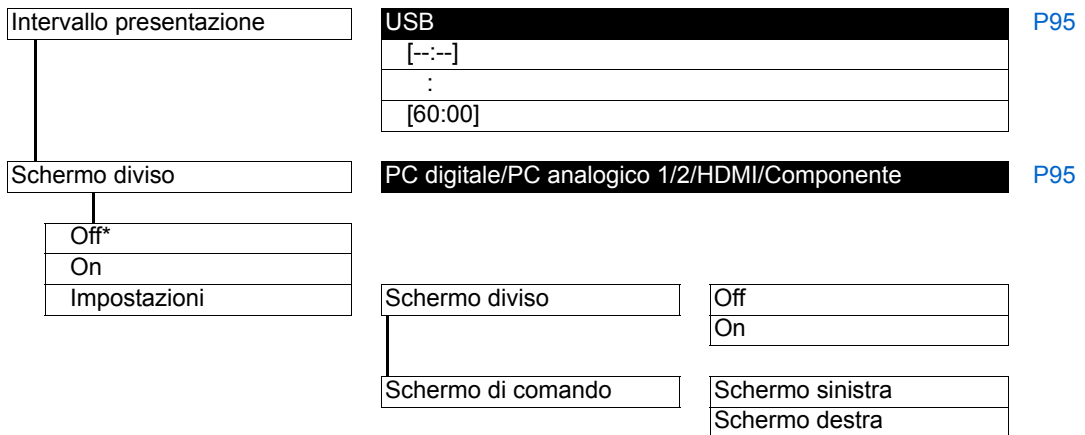 Intervallo presentazione
USB
P95
[--:--]
:
[60:00]
Schermo diviso
PC digitale/PC analogico 1/2/HDMI/Componente
P95
Off*
On
Impostazioni
Schermo diviso
Off
On
Schermo di comando
Schermo sinistra
Schermo destra